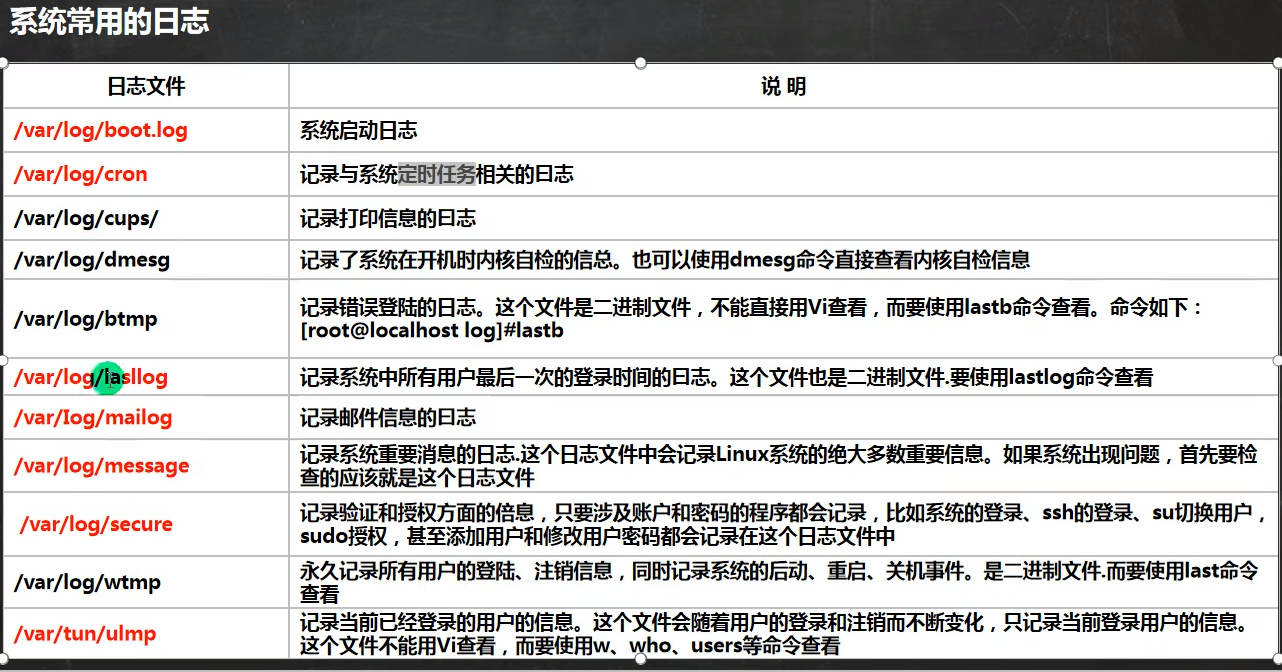 系统常用的日志
日志文件 说 明
/var/log/boot.log 系统启动日志
/var/log/cron 记录与系统定时任务相关的曰志
/var/log/cups/ 记录打印信息的曰志
/var/log/dmesg 记录了系统在开机时内核自检的信总。也可以使用dmesg命令直接查看内核自检信息
/var/log/btmp 记录错误登陆的日志。这个文件是二进制文件，不能直接用Vi查看，而要使用lastb命令查看。命令如下：
[root@localhost log]#lastb
/var/log/lasllog 记录系统中所有用户最后一次的登录时间的曰志。这个文件也是二进制文件.要使用lastlog命令查看
/var/Iog/mailog 记录邮件信息的曰志
/var/log/message 记录系统重要消息的日志.这个日志文件中会记录Linux系统的绝大多数重要信息。如果系统出现问题，首先要检
查的应该就是这个日志文件
/var/log/secure 记录验证和授权方面的倍息，只要涉及账户和密码的程序都会记录，比如系统的登录、ssh的登录、su切换用户，
sudo授权，甚至添加用户和修改用户密码都会记录在这个日志文件中
/var/log/wtmp 永久记录所有用户的登陆、注销信息，同时记录系统的后动、重启、关机事件。是二进制文件.而要使用last命令
查看
/var/tun/ulmp 记录当前已经登录的用户的信息。这个文件会随着用户的登录和注销而不断变化，只记录当前登录用户的信息。
这个文件不能用Vi查看，而要使用w、who、users等命令查看